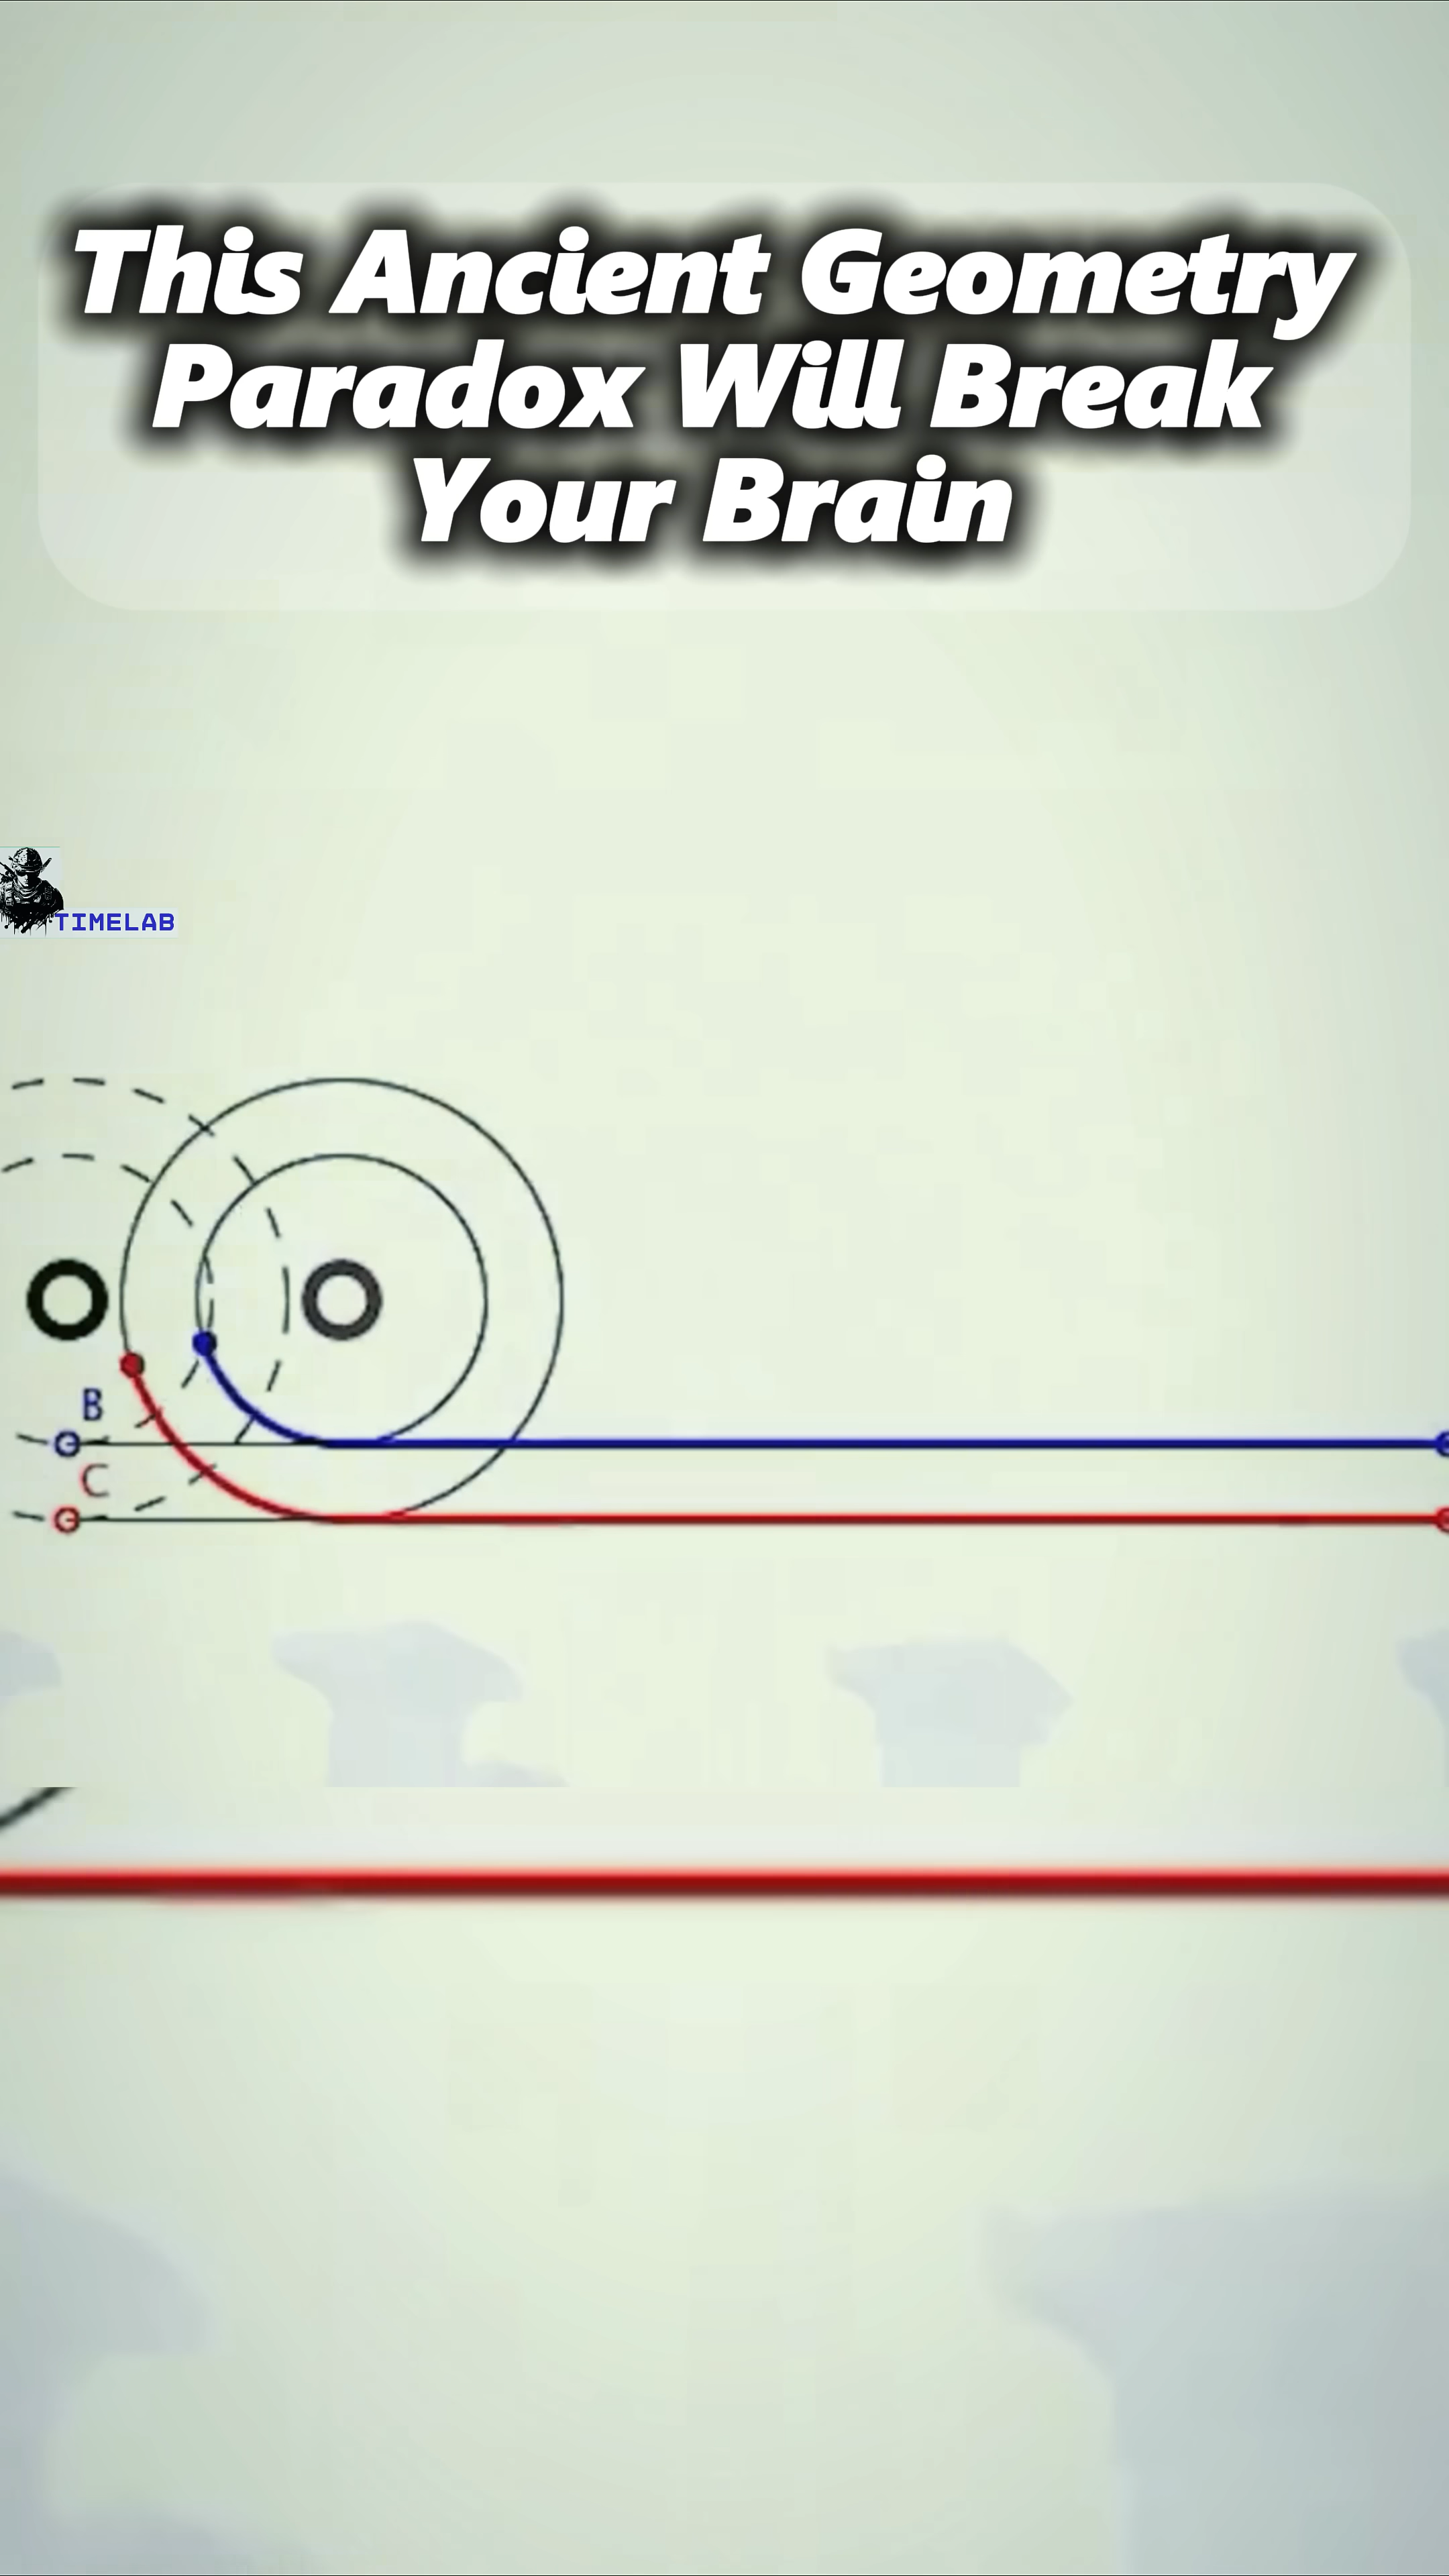 This Ancient Geometry
Paradox Will Break
Your Brain
TIMELAB
B
C